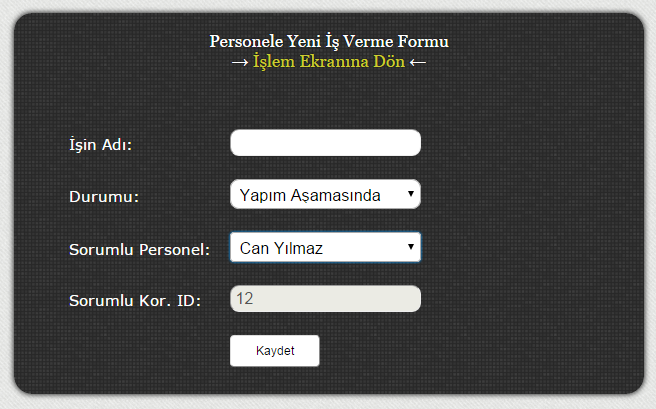 Personele Yeni İş Verme Formu
→ İşlem Ekranına Dön ←
İşin Adı:
Durumu: Yapım Aşamasında
Sorumlu Personel: Can Yılmaz
Sorumlu Kor. ID: 12
Kaydet